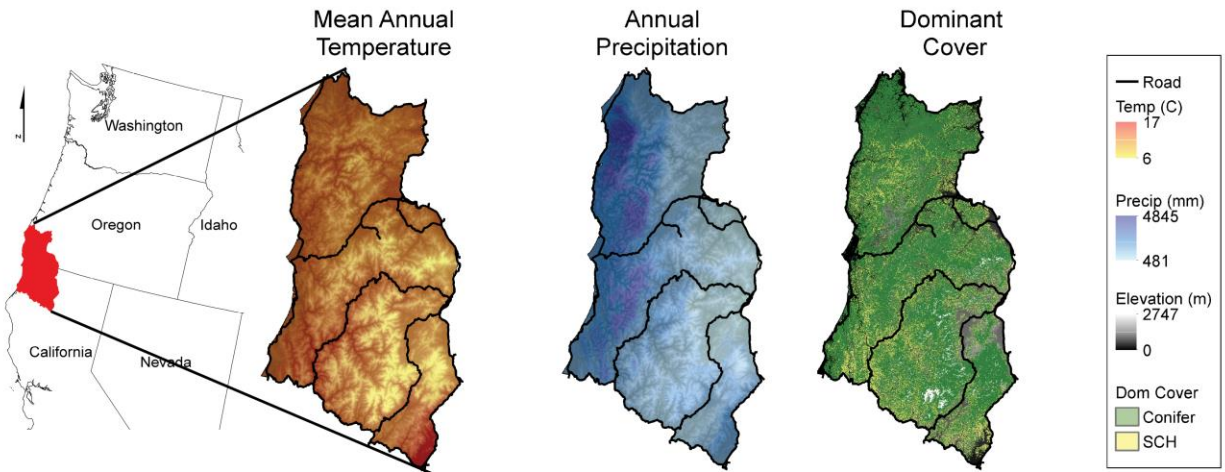 Mean Annual
Temperature
Annual
Precipitation
Dominant
Cover
N
Washington
Oregon
Idaho
California
Nevada
Road
Temp (C)
17
6
Precip (mm)
4845
481
Elevation (m)
2747
0
Dom Cover
Conifer
SCH